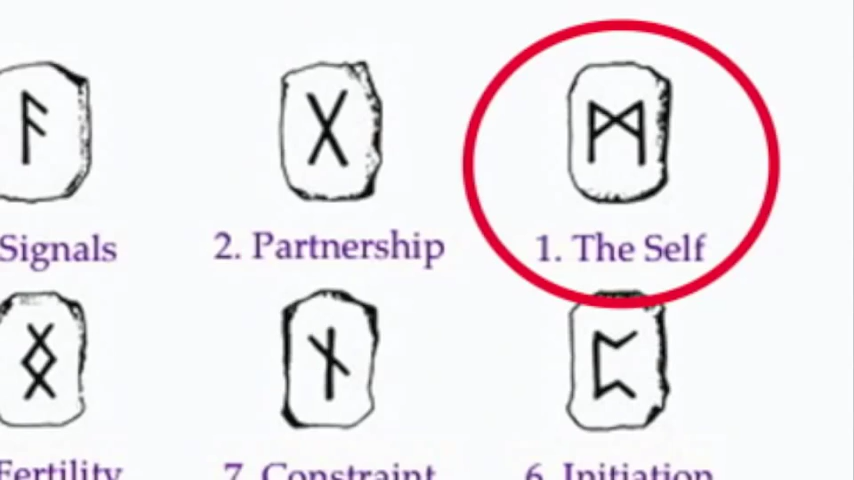 ᚨ ᚷ ᛗ
Signals 2. Partnership 1. The Self
ᛝ ᚾ ᛈ
Fertility 7. Constraint 6. Initiation